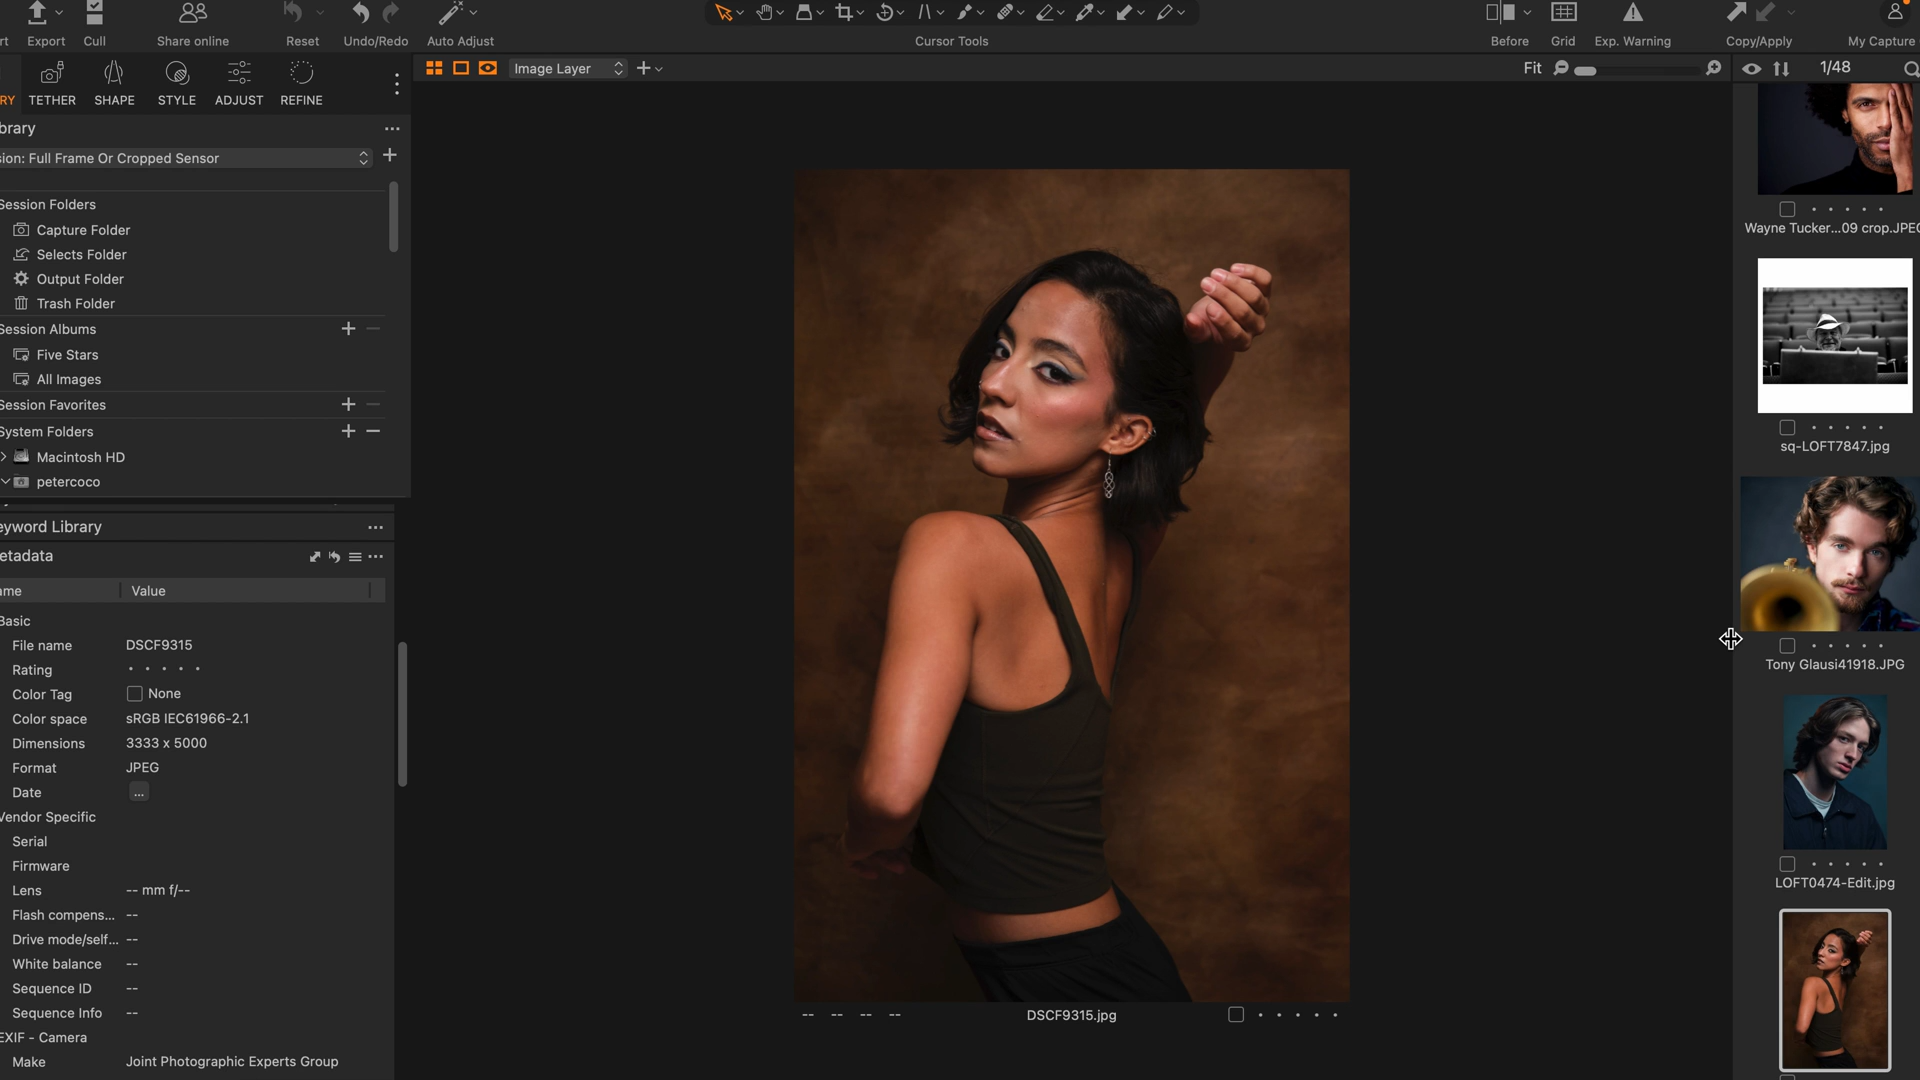 rt Export Cull Share online Reset Undo/Redo Auto Adjust Cursor Tools Before Grid Exp. Warning Copy/Apply My Capture
RY TETHER SHAPE STYLE ADJUST REFINE
Image Layer
Fit
1/48
brary
sion: Full Frame Or Cropped Sensor
Session Folders
Capture Folder
Selects Folder
Output Folder
Trash Folder
Session Albums
Five Stars
All Images
Session Favorites
System Folders
Macintosh HD
petercoco
eyword Library
etadata
ame Value
Basic
File name DSCF9315
Rating
Color Tag None
Color space sRGB IEC61966-2.1
Dimensions 3333 x 5000
Format JPEG
Date ...
Vendor Specific
Serial
Firmware
Lens -- mm f/--
Flash compens... --
Drive mode/self... --
White balance --
Sequence ID --
Sequence Info --
EXIF - Camera
Make Joint Photographic Experts Group
-- -- -- -- DSCF9315.jpg
Wayne Tucker...09 crop.JPEG
sq-LOFT7847.jpg
Tony Glausi41918.JPG
LOFT0474-Edit.jpg